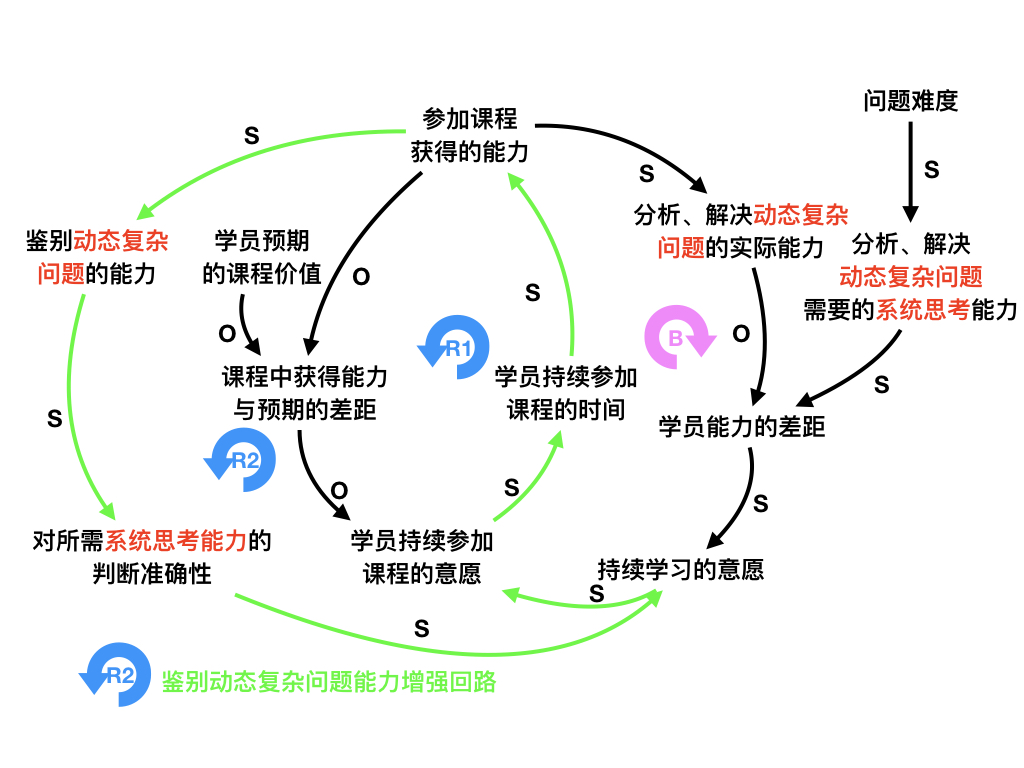 问题难度
参加课程
获得的能力
S
S
S
分析、解决动态复杂
问题的实际能力
鉴别动态复杂
问题的能力
学员预期
的课程价值
分析、解决
动态复杂问题
需要的系统思考能力
O
S
O
R1
B
O
课程中获得能力
与预期的差距
学员持续参加
课程的时间
S
S
学员能力的差距
R2
O
S
S
对所需系统思考能力的
判断准确性
学员持续参加
课程的意愿
持续学习的意愿
S
S
R2
鉴别动态复杂问题能力增强回路